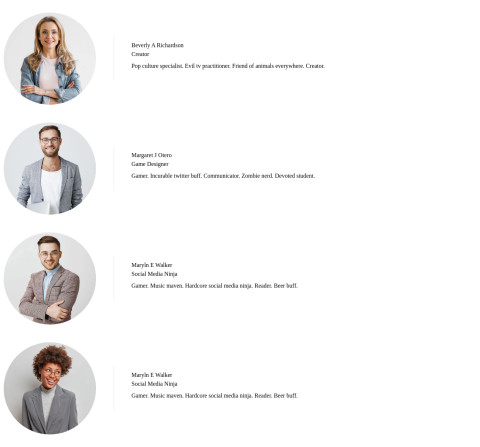 Beverly A Richardson
Creator
Pop culture specialist. Evil tv practitioner. Friend of animals everywhere. Creator.
Margaret J Otero
Game Designer
Gamer. Incurable twitter buff. Communicator. Zombie nerd. Devoted student.
Maryln E Walker
Social Media Ninja
Gamer. Music maven. Hardcore social media ninja. Reader. Beer buff.
Maryln E Walker
Social Media Ninja
Gamer. Music maven. Hardcore social media ninja. Reader. Beer buff.